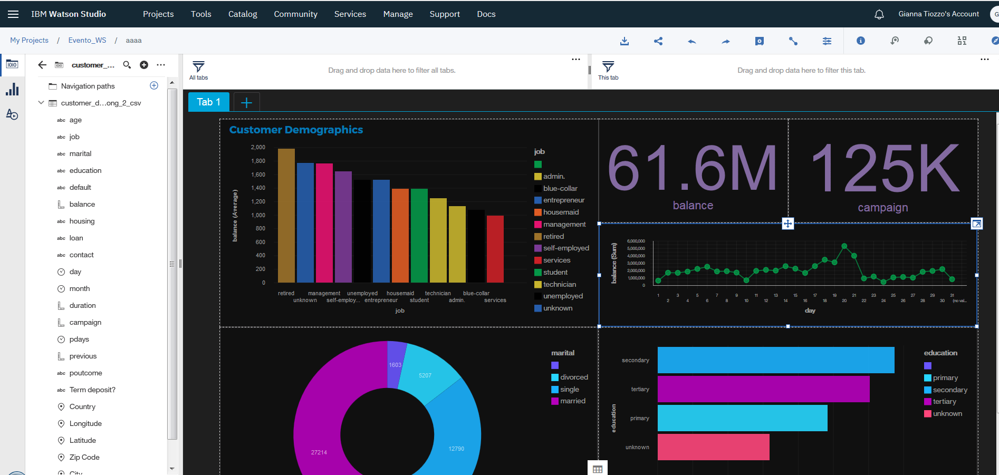 IBM Watson Studio Projects Tools Catalog Community Services Manage Support Docs Gianna Tiozzo's Account G
My Projects / Evento_WS / aaaa
customer_...
Navigation paths
customer_d...ong_2_csv
abc age
abc job
abc marital
abc education
abc default
balance
abc housing
abc loan
abc contact
day
month
duration
campaign
pdays
previous
abc poutcome
abc Term deposit?
Country
Longitude
Latitude
Zip Code
City
All tabs
Drag and drop data here to filter all tabs.
This tab
Drag and drop data here to filter this tab.
Tab 1
Customer Demographics
balance (Average)
2,000
1,800
1,600
1,400
1,200
1,000
800
600
400
200
0
retired management unemployed housemaid technician blue-collar
unknown self-employ... entrepreneur student admin. services
job
job
admin.
blue-collar
entrepreneur
housemaid
management
retired
self-employed
services
student
technician
unemployed
unknown
61.6M
balance
125K
campaign
balance (Sum)
6,000,000
5,000,000
4,000,000
3,000,000
2,000,000
1,000,000
0
1 3 5 7 9 11 13 15 17 19 21 23 25 27 29 31
2 4 6 8 10 12 14 16 18 20 22 24 26 28 30 (no val...
day
1603
5207
12790
27214
marital
divorced
single
married
education
secondary
tertiary
primary
unknown
education
primary
secondary
tertiary
unknown